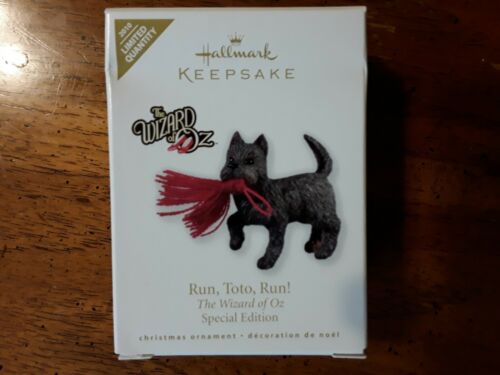 2010
LIMITED
QUANTITY
Hallmark
KEEPSAKE
The
WIZARD
of Oz
Run, Toto, Run!
The Wizard of Oz
Special Edition
christmas ornament • décoration de noël